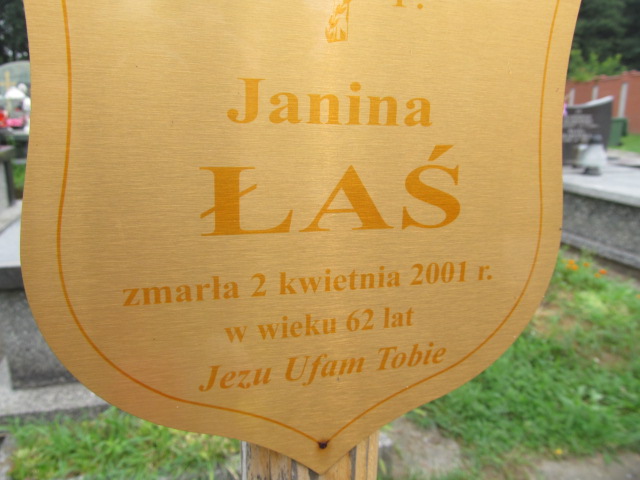 Janina
ŁAŚ
zmarła 2 kwietnia 2001 r.
w wieku 62 lat
Jezu Ufam Tobie